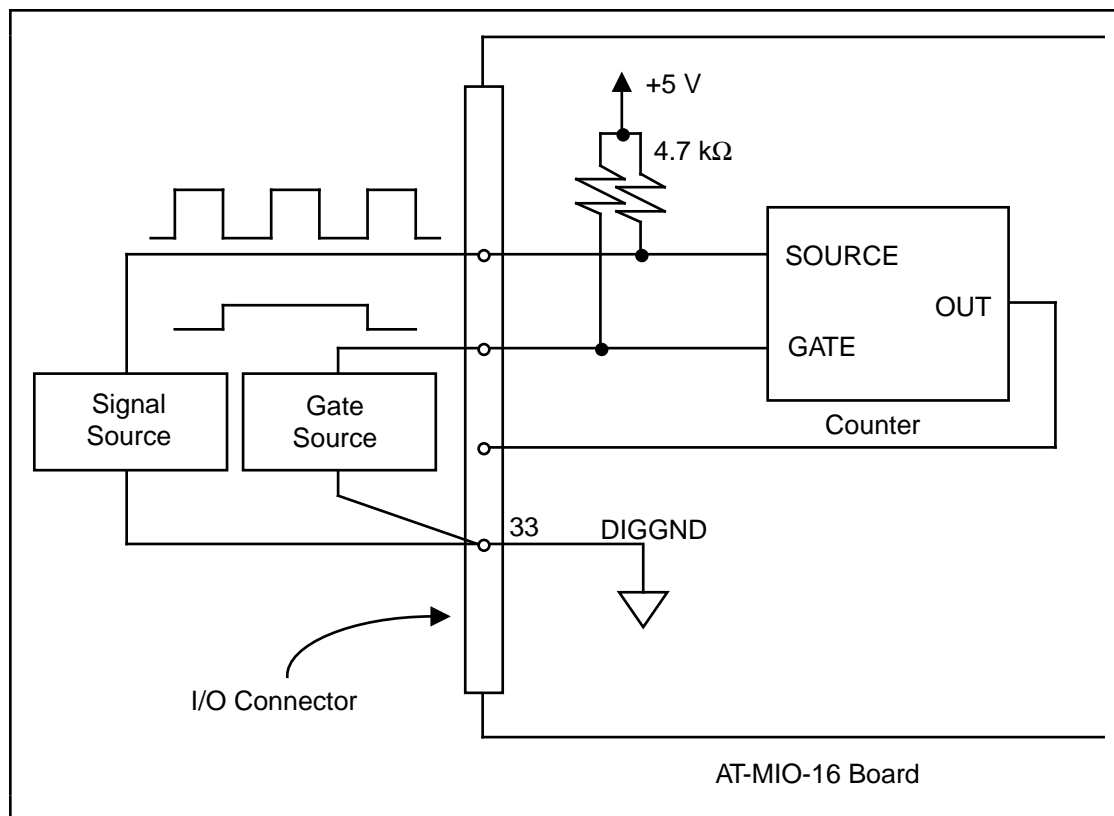 +5 V
4.7 kΩ
SOURCE
OUT
GATE
Signal
Source
Gate
Source
Counter
33
DIGGND
I/O Connector
AT-MIO-16 Board